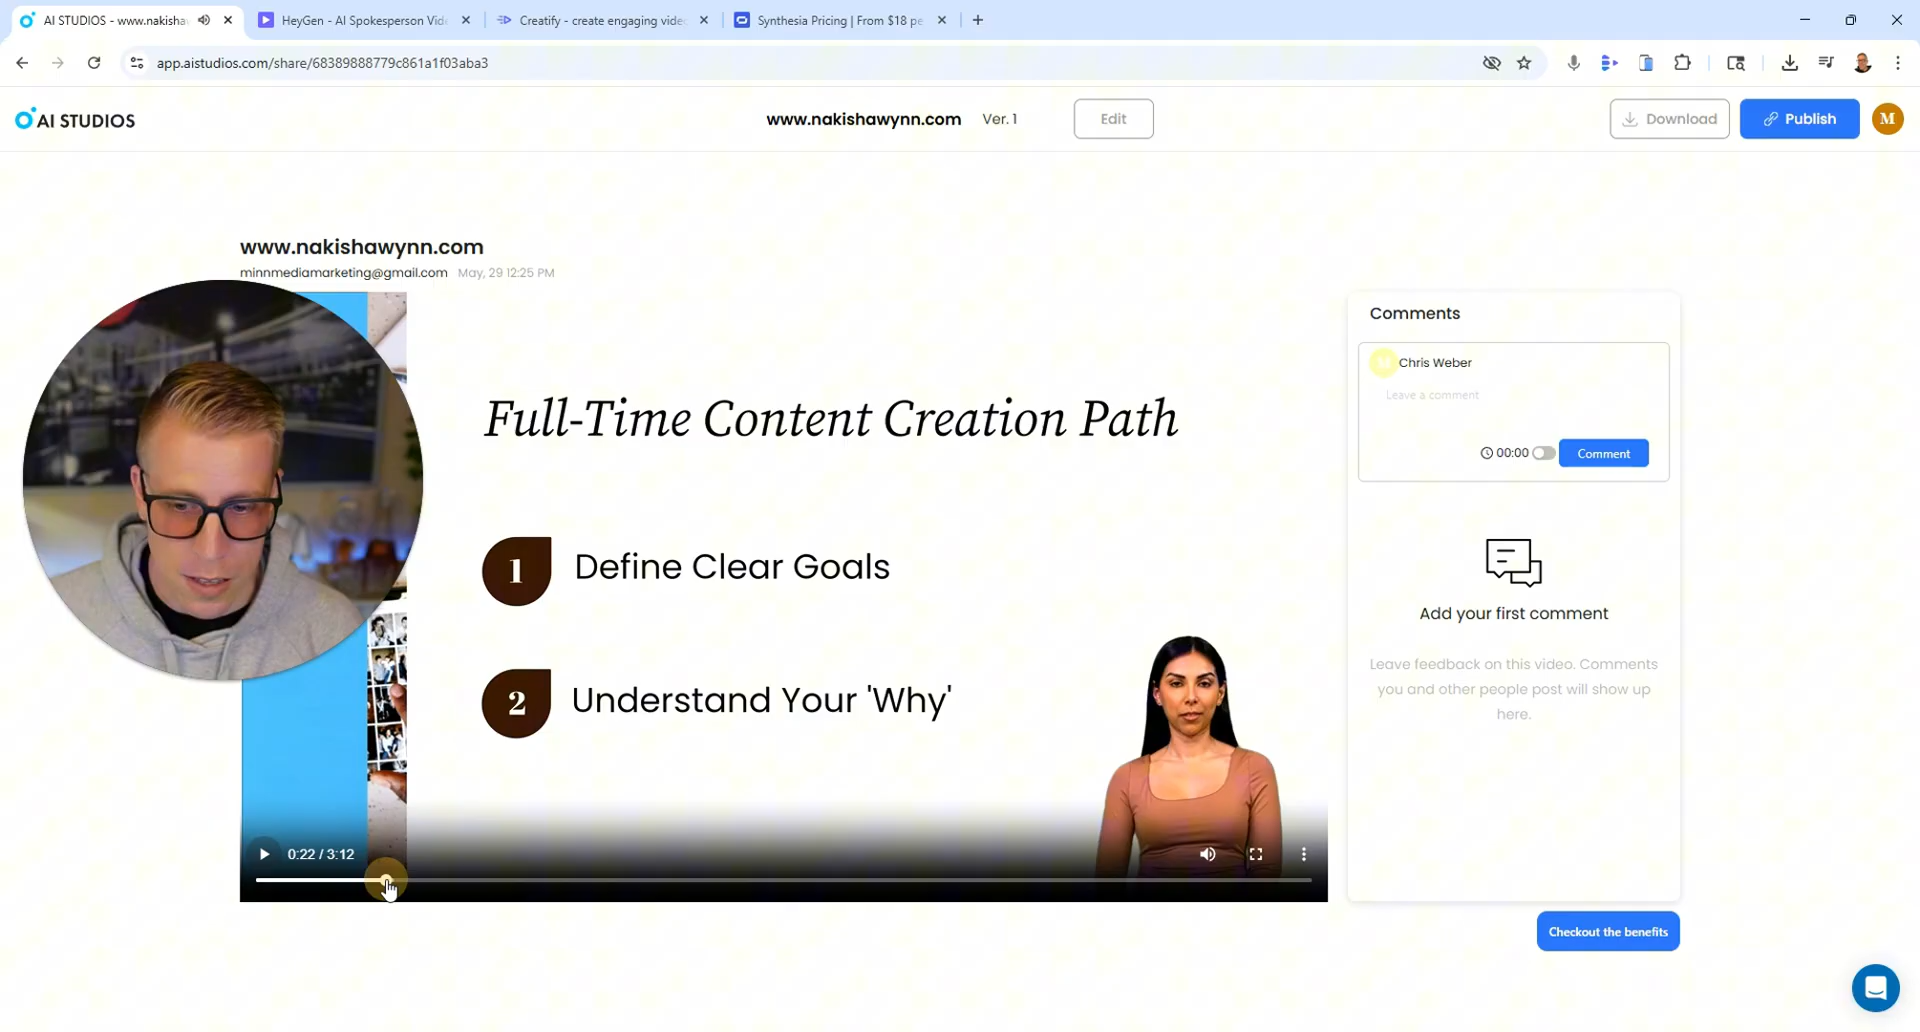 AI STUDIOS - www.nakisha
HeyGen - AI Spokesperson Vide
Creatify - create engaging video
Synthesia Pricing | From $18 pe
app.aistudios.com/share/68389888779c861a1f03aba3
AI STUDIOS
www.nakishawynn.com
Ver. 1
Edit
Download
Publish
M
www.nakishawynn.com
minnmediamarketing@gmail.com May, 29 12:25 PM
Full-Time Content Creation Path
1 Define Clear Goals
2 Understand Your 'Why'
0:22 / 3:12
Comments
Chris Weber
Leave a comment
00:00
Comment
Add your first comment
Leave feedback on this video. Comments
you and other people post will show up
here.
Checkout the benefits